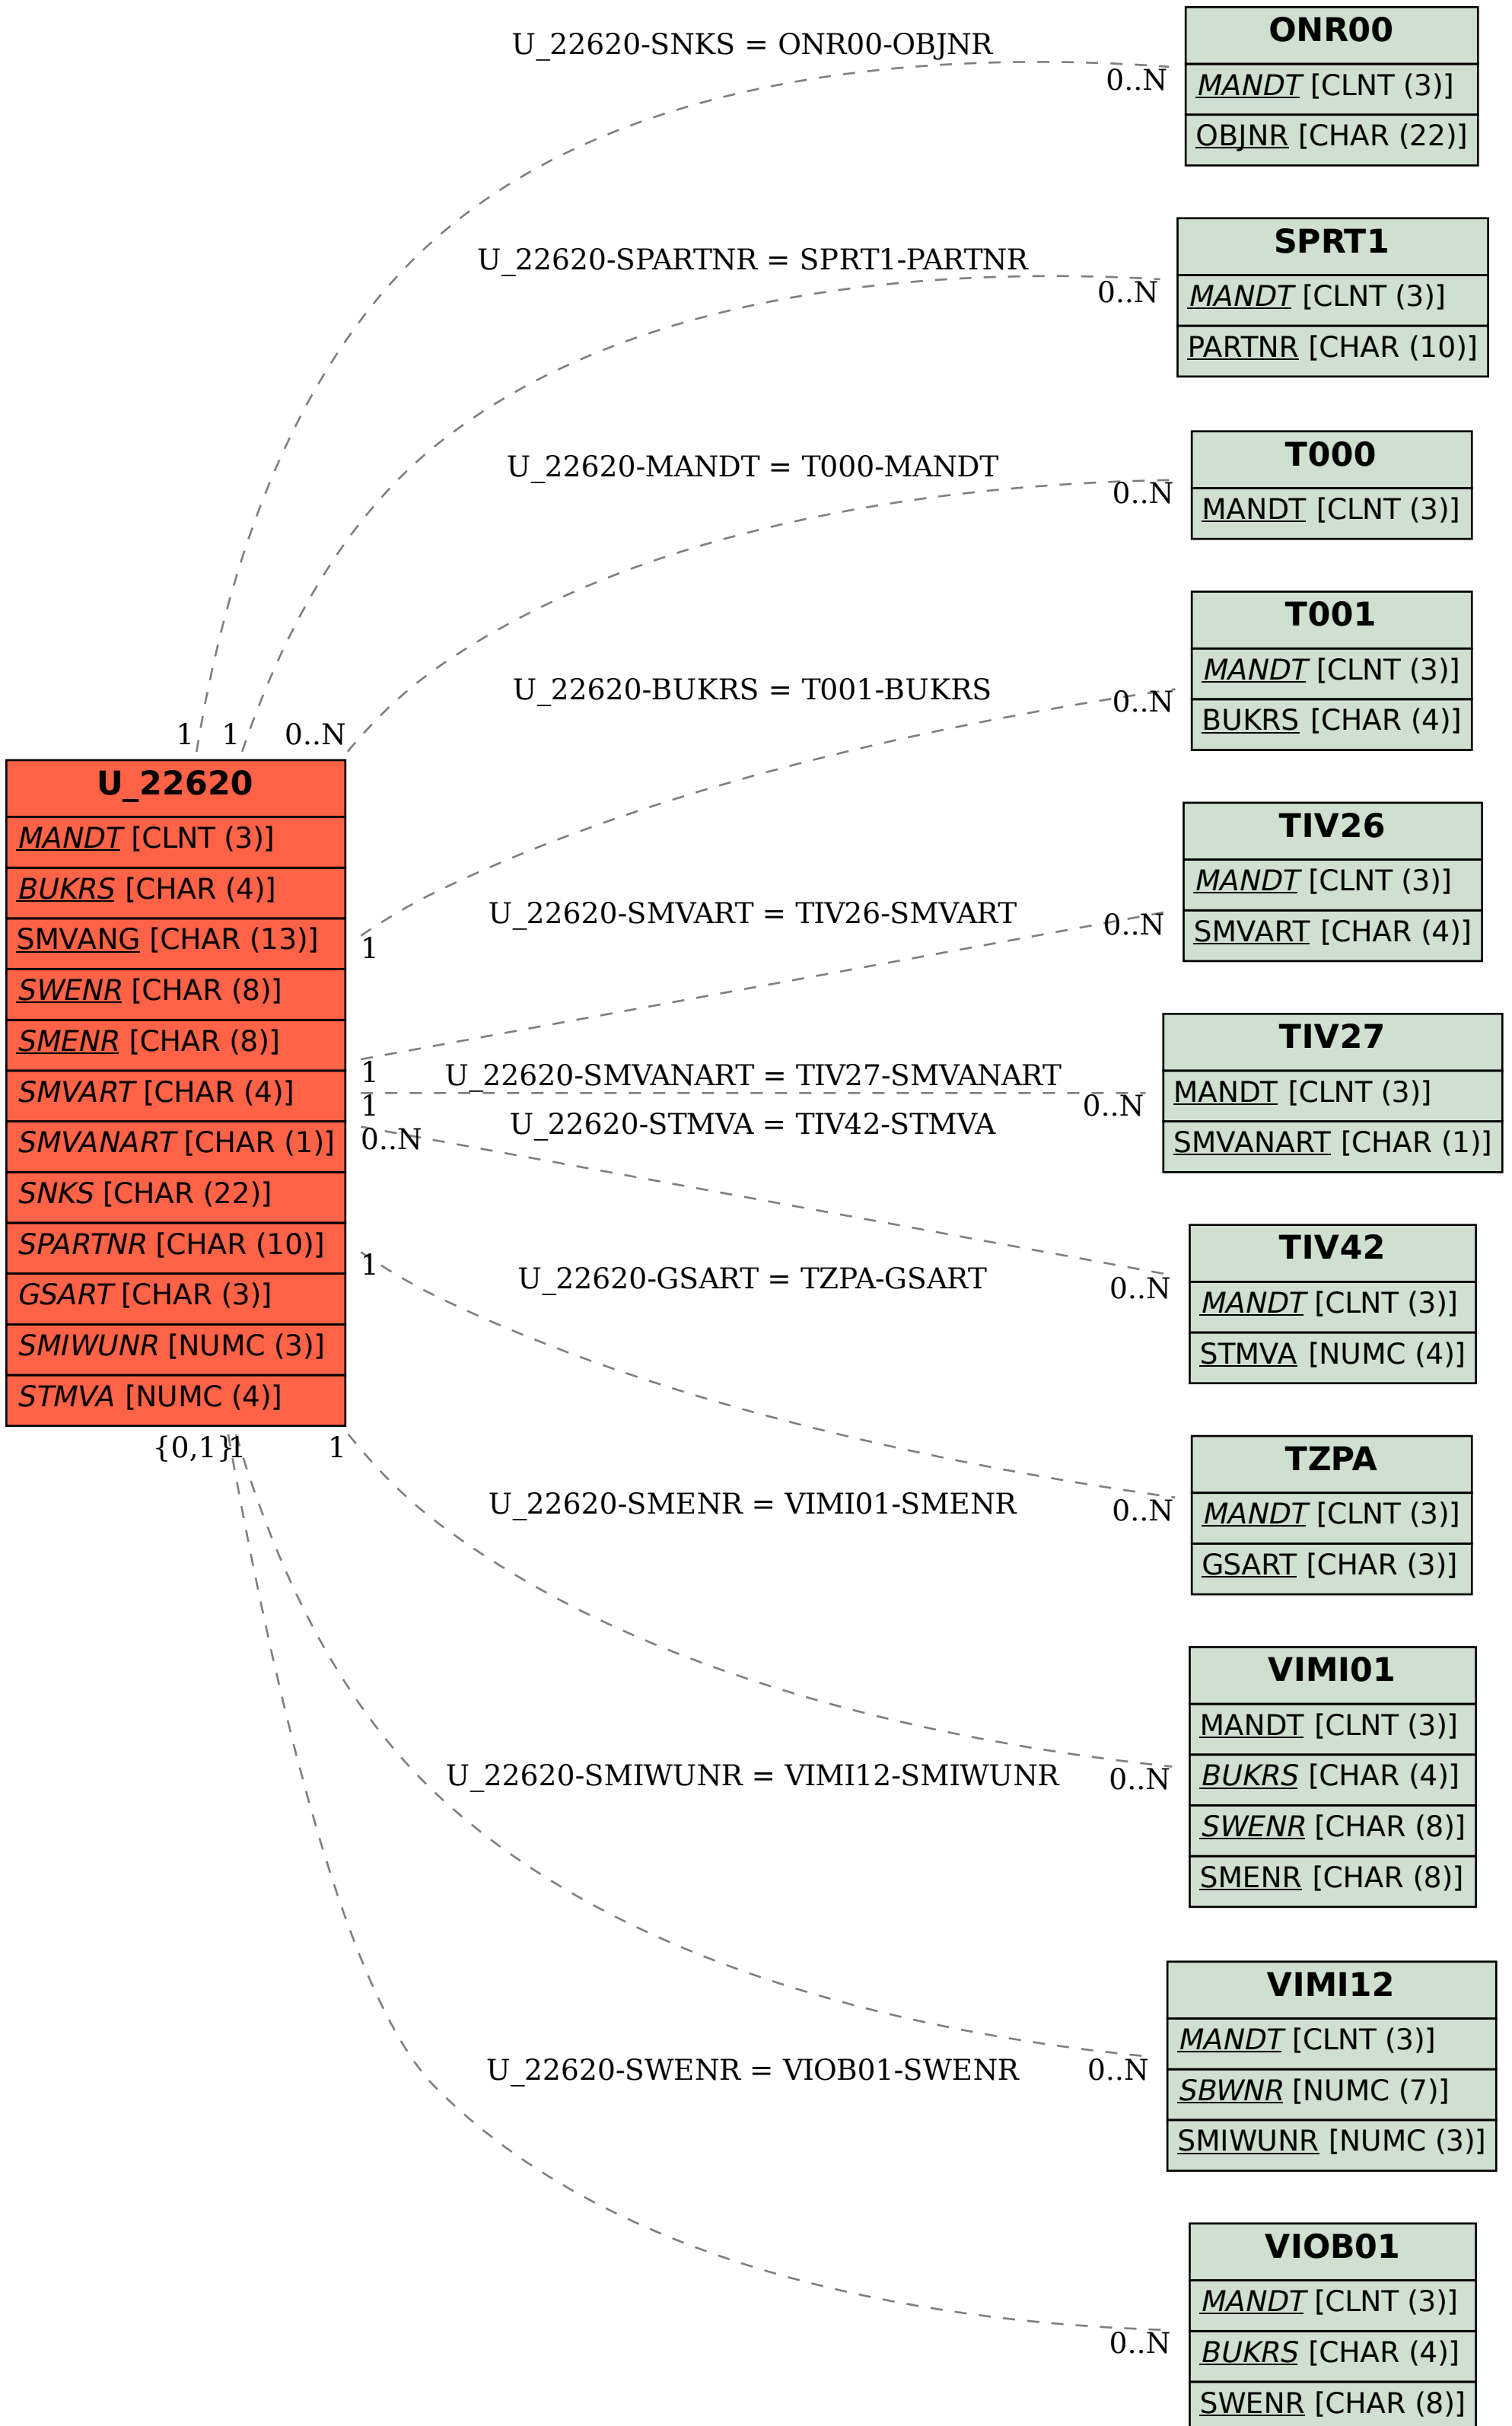 U_22620-SNKS = ONR00-OBJNR
0..N
ONR00
MANDT [CLNT (3)]
OBJNR [CHAR (22)]
U_22620-SPARTNR = SPRT1-PARTNR
0..N
SPRT1
MANDT [CLNT (3)]
PARTNR [CHAR (10)]
U_22620-MANDT = T000-MANDT
0..N
T000
MANDT [CLNT (3)]
U_22620-BUKRS = T001-BUKRS
0..N
T001
MANDT [CLNT (3)]
BUKRS [CHAR (4)]
1 1 0..N
U_22620
MANDT [CLNT (3)]
BUKRS [CHAR (4)]
SMVANG [CHAR (13)]
SWENR [CHAR (8)]
SMENR [CHAR (8)]
SMVART [CHAR (4)]
SMVANART [CHAR (1)]
SNKS [CHAR (22)]
SPARTNR [CHAR (10)]
GSART [CHAR (3)]
SMIWUNR [NUMC (3)]
STMVA [NUMC (4)]
1
1
1
0..N
1
{0,1} 1 1
U_22620-SMVART = TIV26-SMVART
0..N
TIV26
MANDT [CLNT (3)]
SMVART [CHAR (4)]
U_22620-SMVANART = TIV27-SMVANART
0..N
TIV27
MANDT [CLNT (3)]
SMVANART [CHAR (1)]
U_22620-STMVA = TIV42-STMVA
0..N
TIV42
MANDT [CLNT (3)]
STMVA [NUMC (4)]
U_22620-GSART = TZPA-GSART
0..N
TZPA
MANDT [CLNT (3)]
GSART [CHAR (3)]
U_22620-SMENR = VIMI01-SMENR
0..N
VIMI01
MANDT [CLNT (3)]
BUKRS [CHAR (4)]
SWENR [CHAR (8)]
SMENR [CHAR (8)]
U_22620-SMIWUNR = VIMI12-SMIWUNR
0..N
VIMI12
MANDT [CLNT (3)]
SBWNR [NUMC (7)]
SMIWUNR [NUMC (3)]
U_22620-SWENR = VIOB01-SWENR
0..N
VIOB01
MANDT [CLNT (3)]
BUKRS [CHAR (4)]
SWENR [CHAR (8)]